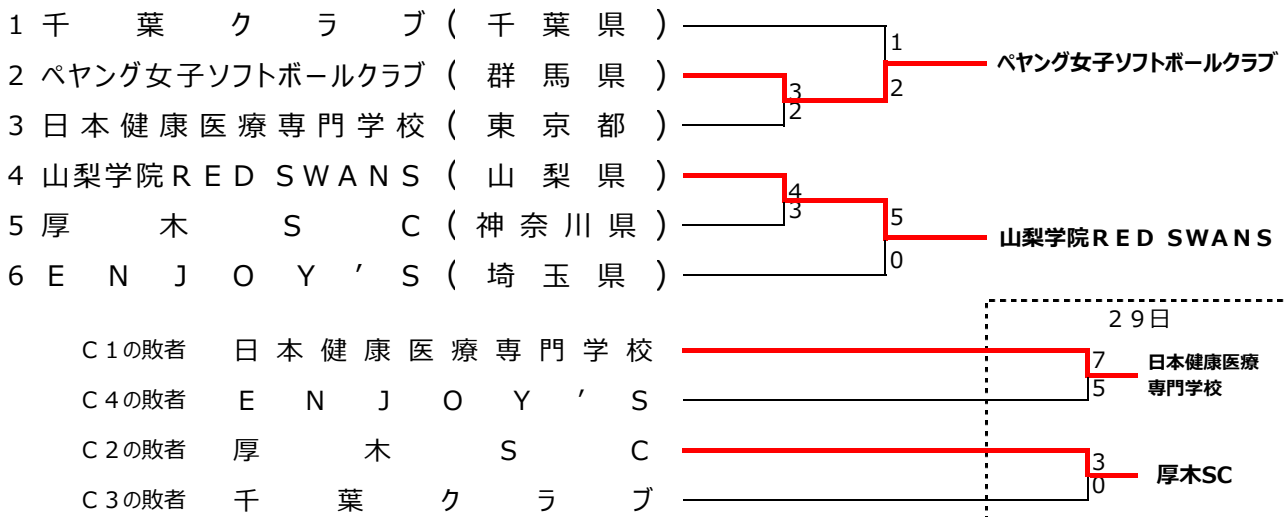 1 千葉クラブ(千葉県)
1
ペヤング女子ソフトボールクラブ
2 ペヤング女子ソフトボールクラブ(群馬県)
3
2
2
3 日本健康医療専門学校(東京都)
4 山梨学院RED SWANS(山梨県)
4
3
5
5 厚木SC(神奈川県)
山梨学院RED SWANS
0
6 ENJOY'S(埼玉県)
29日
C1の敗者 日本健康医療専門学校
7
日本健康医療
専門学校
5
C4の敗者 ENJOY'S
C2の敗者 厚木SC
3
厚木SC
0
C3の敗者 千葉クラブ